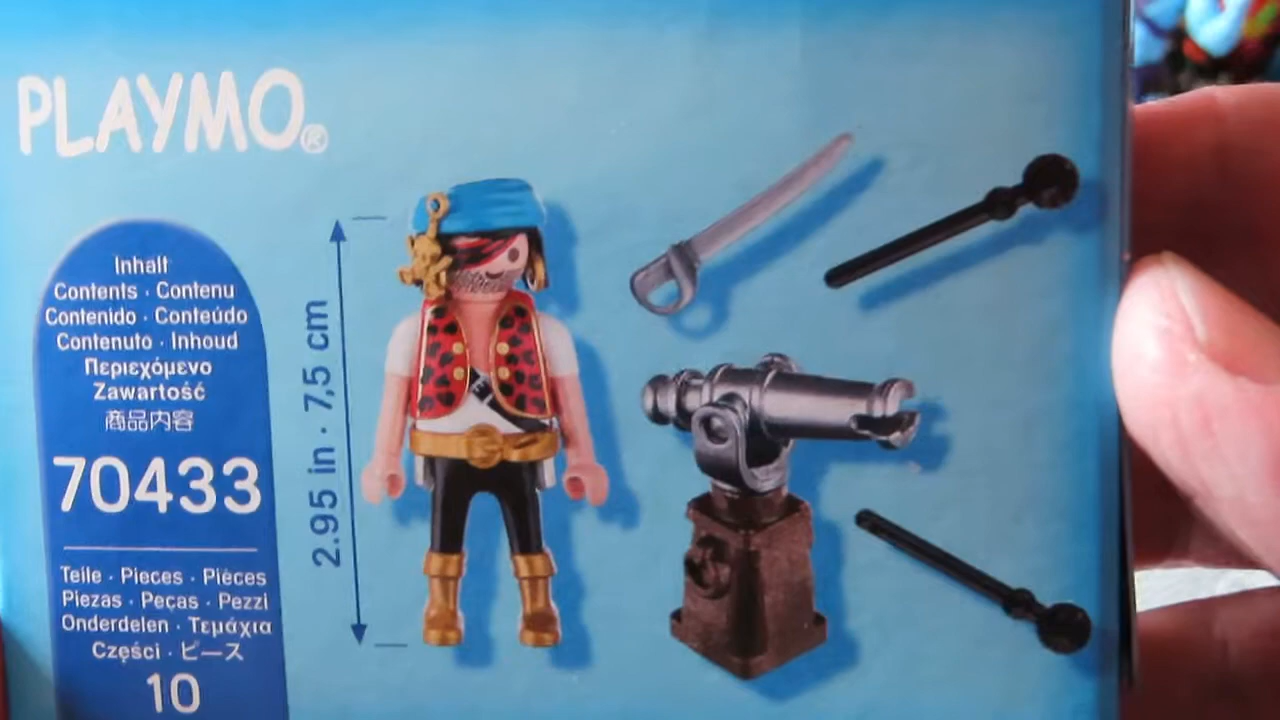 PLAYMO®
Inhalt
Contents · Contenu
Contenido · Conteúdo
Contenuto · Inhoud
Περιεχόμενο
Zawartość
商品内容
70433
Teile · Pieces · Pièces
Piezas · Peças · Pezzi
Onderdelen · Τεμάχια
Części · ピース
10
2.95 in · 7,5 cm